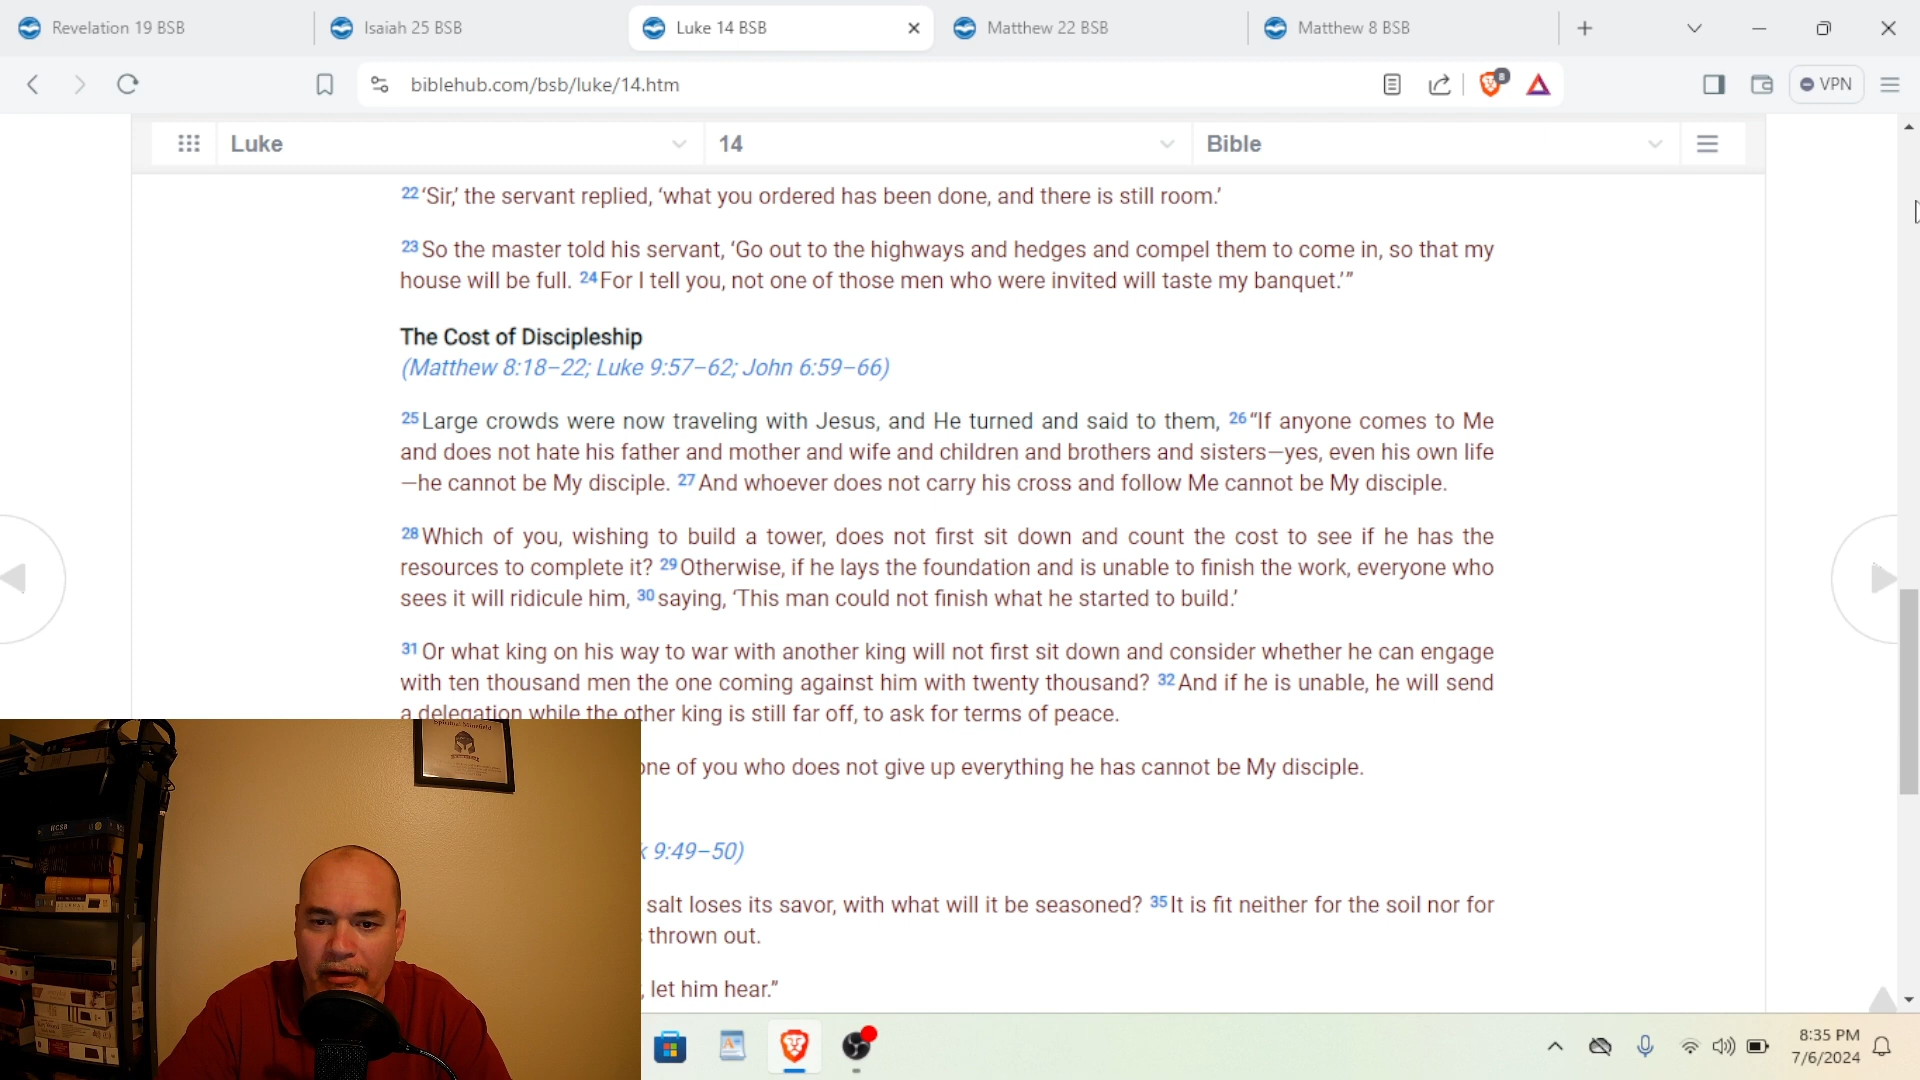 Revelation 19 BSB
Isaiah 25 BSB
Luke 14 BSB
Matthew 22 BSB
Matthew 8 BSB
biblehub.com/bsb/luke/14.htm
8
VPN
Luke
14
Bible
22 ‘Sir,’ the servant replied, ‘what you ordered has been done, and there is still room.’
23 So the master told his servant, ‘Go out to the highways and hedges and compel them to come in, so that my
house will be full. 24 For I tell you, not one of those men who were invited will taste my banquet.’”
The Cost of Discipleship
(Matthew 8:18–22; Luke 9:57–62; John 6:59–66)
25 Large crowds were now traveling with Jesus, and He turned and said to them, 26 “If anyone comes to Me
and does not hate his father and mother and wife and children and brothers and sisters—yes, even his own life
—he cannot be My disciple. 27 And whoever does not carry his cross and follow Me cannot be My disciple.
28 Which of you, wishing to build a tower, does not first sit down and count the cost to see if he has the
resources to complete it? 29 Otherwise, if he lays the foundation and is unable to finish the work, everyone who
sees it will ridicule him, 30 saying, ‘This man could not finish what he started to build.’
31 Or what king on his way to war with another king will not first sit down and consider whether he can engage
with ten thousand men the one coming against him with twenty thousand? 32 And if he is unable, he will send
a delegation while the other king is still far off, to ask for terms of peace.
one of you who does not give up everything he has cannot be My disciple.
k 9:49–50)
salt loses its savor, with what will it be seasoned? 35 It is fit neither for the soil nor for
thrown out.
, let him hear.”
8:35 PM
7/6/2024